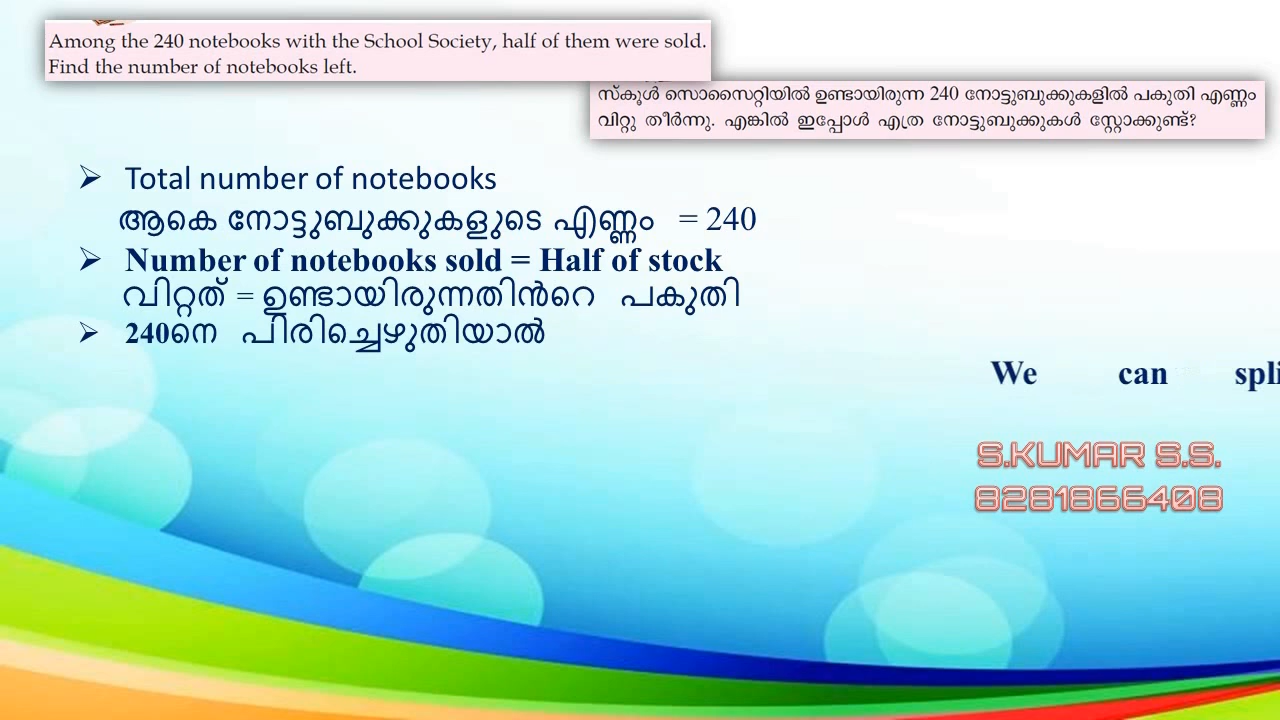 Among the 240 notebooks with the School Society, half of them were sold.
Find the number of notebooks left.
സ്കൂൾ സൊസൈറ്റിയിൽ ഉണ്ടായിരുന്ന 240 നോട്ടുബുക്കുകളിൽ പകുതി എണ്ണം
വിറ്റു തീർന്നു. എങ്കിൽ ഇപ്പോൾ എത്ര നോട്ടുബുക്കുകൾ സ്റ്റോക്കുണ്ട്?
➢ Total number of notebooks
ആകെ നോട്ടുബുക്കുകളുടെ എണ്ണം = 240
➢ Number of notebooks sold = Half of stock
വിറ്റത് = ഉണ്ടായിരുന്നതിൻറെ പകുതി
➢ 240നെ പിരിച്ചെഴുതിയാൽ
We can spli
S.KUMAR S.S.
8281866408